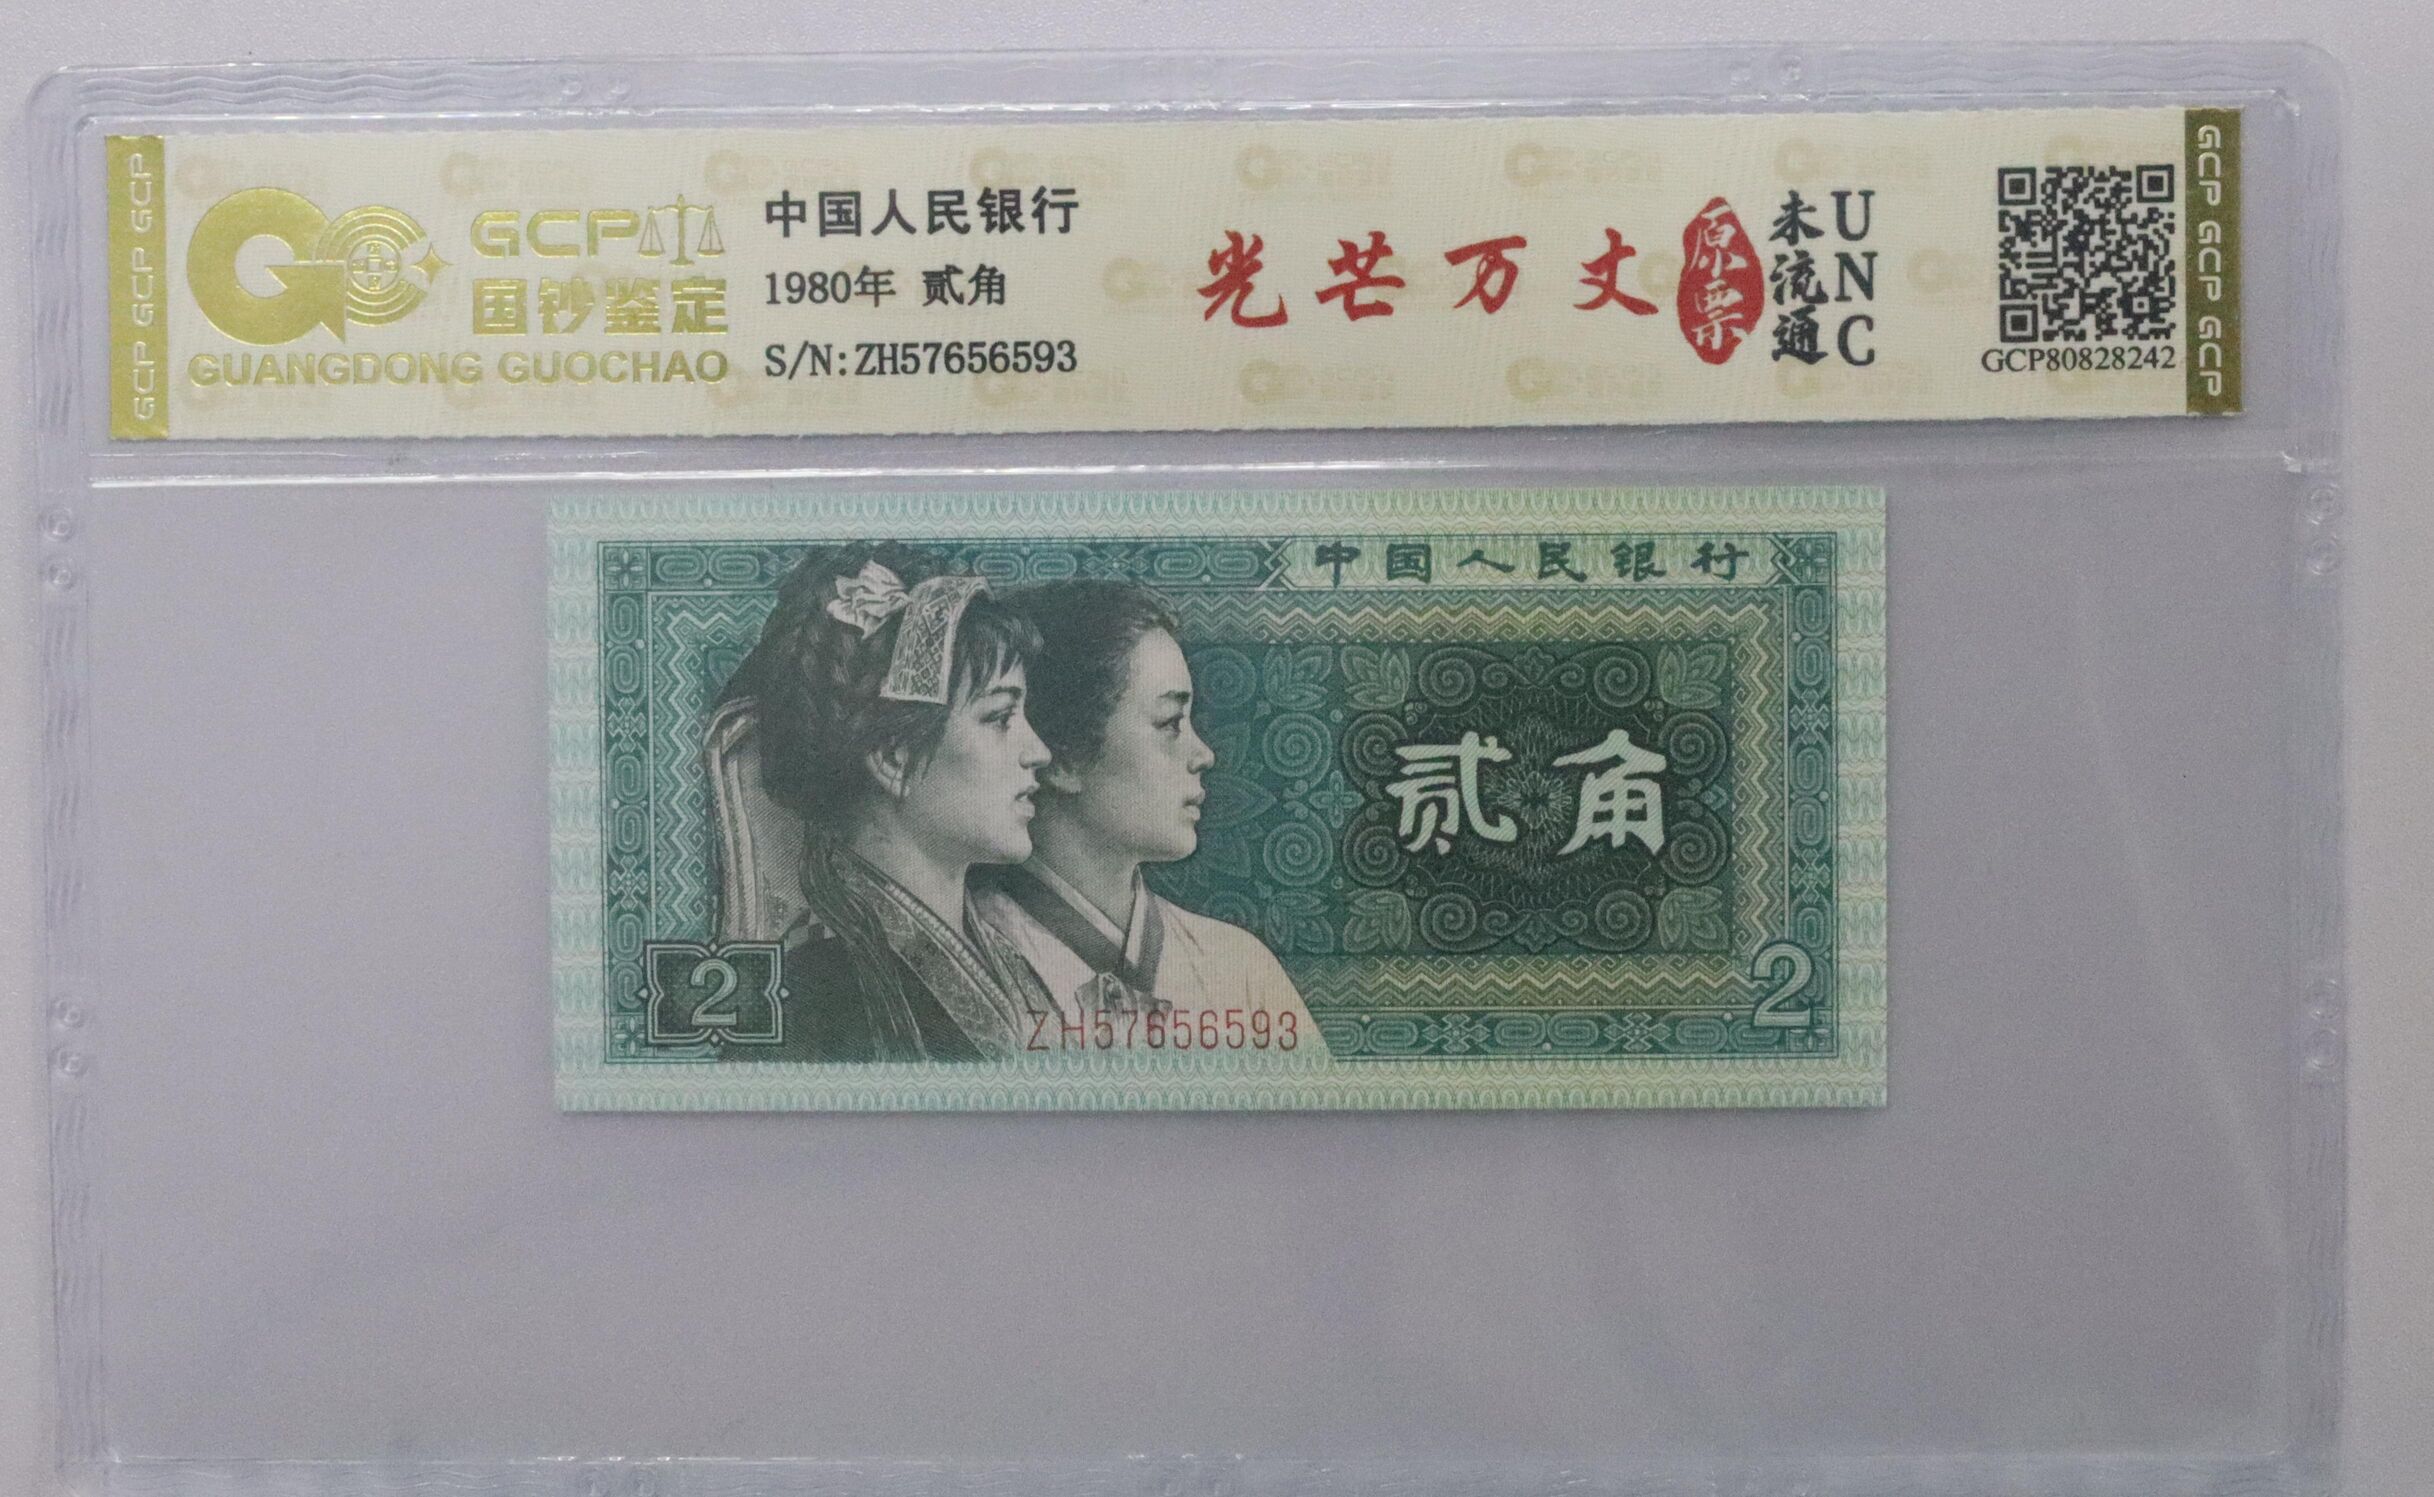 GCP GCP GCP
GCP
国钞鉴定
GUANGDONG GUOCHAO
中国人民银行
1980年 贰角
S/N:ZH57656593
光芒万丈
原票
未流通
UNC
GCP80828242
GCP GCP GCP
中国人民银行
贰角
2
2
ZH57656593